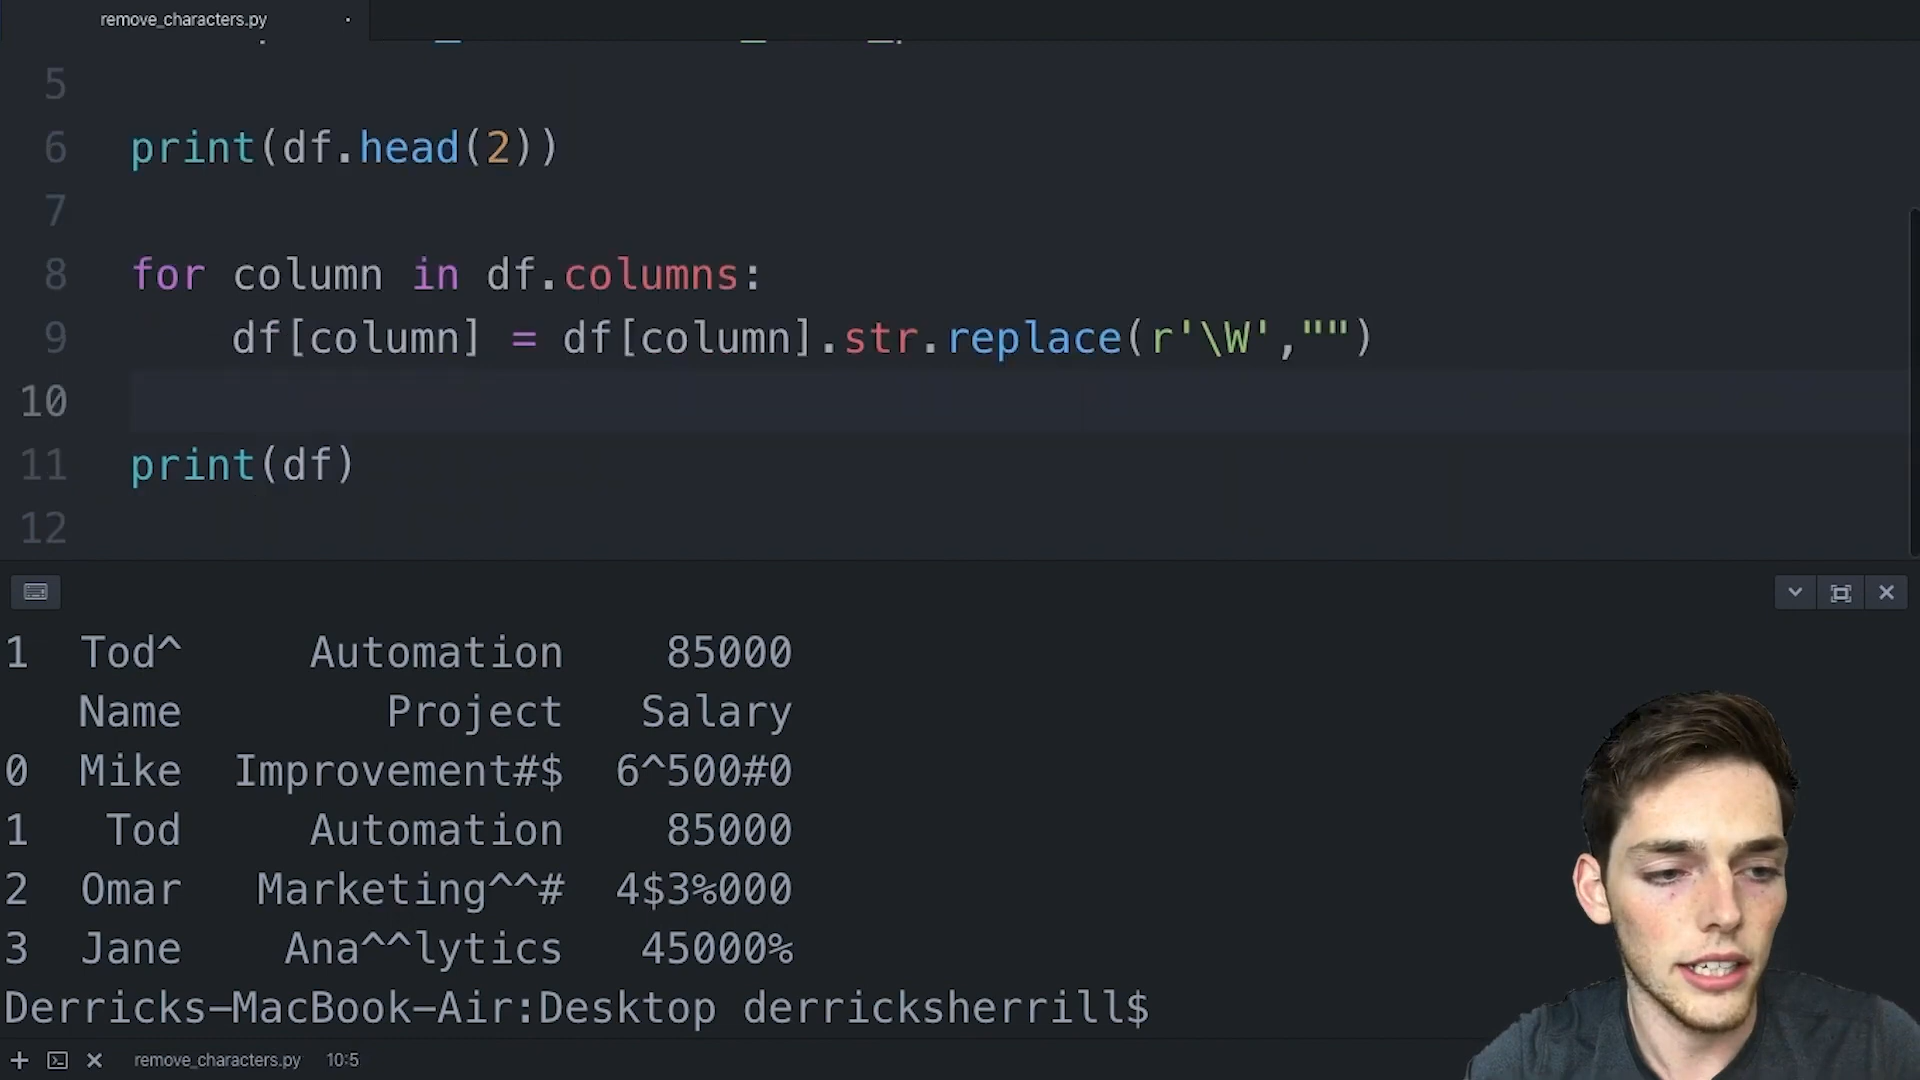 remove_characters.py
5
6 print(df.head(2))
7
8 for column in df.columns:
9 df[column] = df[column].str.replace(r'\W',"")
10
11 print(df)
12
1 Tod^ Automation 85000
Name Project Salary
0 Mike Improvement#$ 6^500#0
1 Tod Automation 85000
2 Omar Marketing^^# 4$3%000
3 Jane Ana^^lytics 45000%
Derricks-MacBook-Air:Desktop derricksherrill$
remove_characters.py 10:5